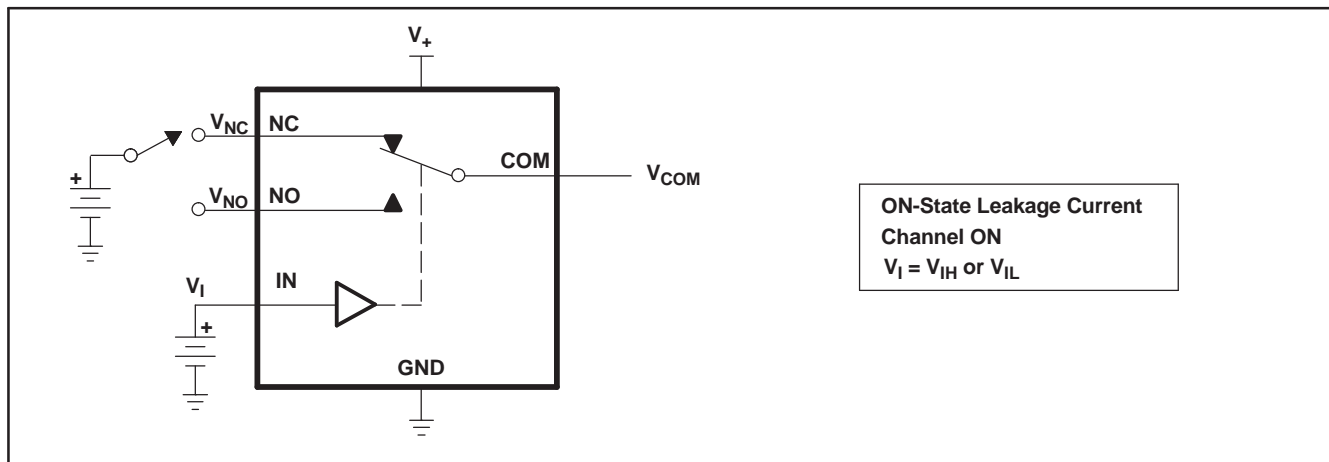 V+
VNC NC
COM
VCOM
+
VNO NO
VI IN
+
GND
ON-State Leakage Current
Channel ON
VI = VIH or VIL